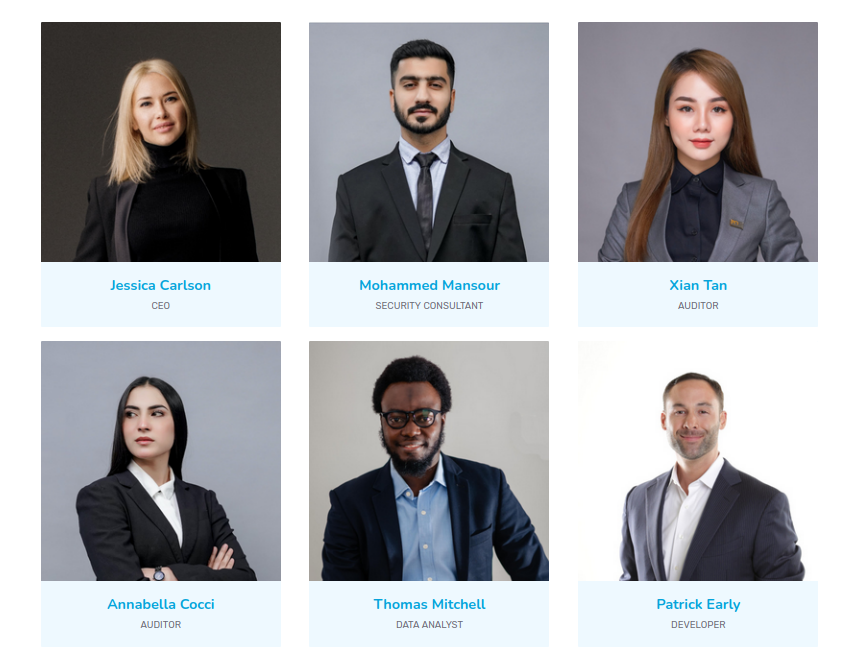 Jessica Carlson
CEO
Mohammed Mansour
SECURITY CONSULTANT
Xian Tan
AUDITOR
Annabella Cocci
AUDITOR
Thomas Mitchell
DATA ANALYST
Patrick Early
DEVELOPER